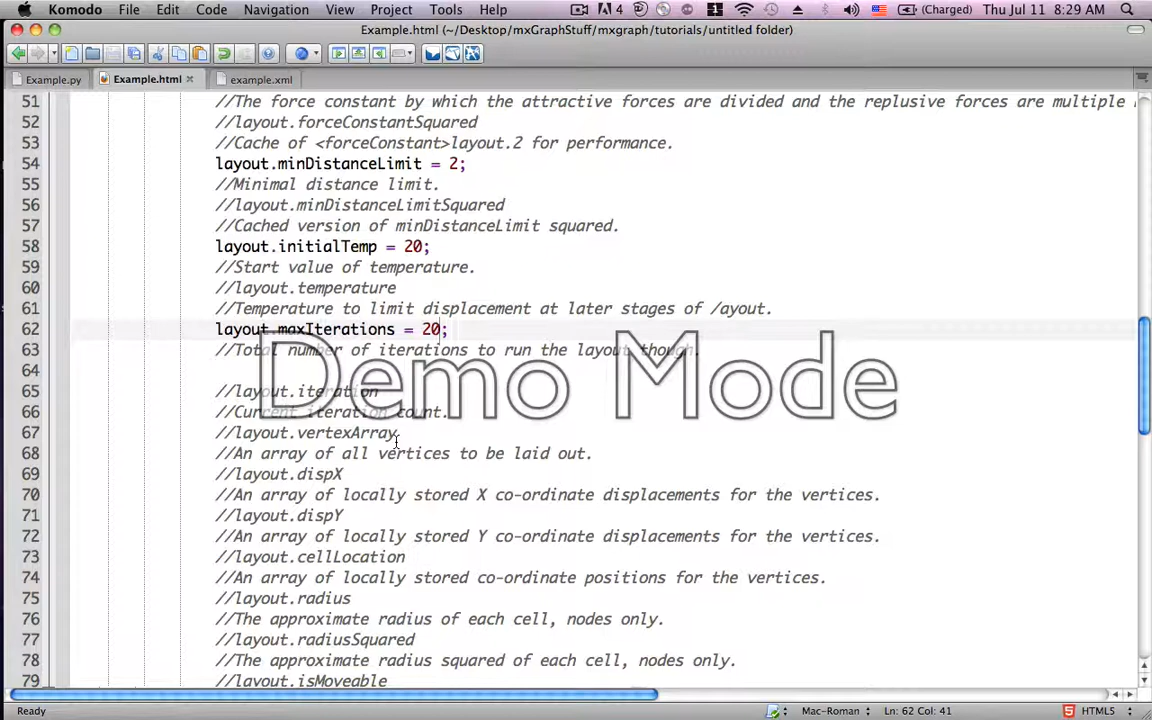 Komodo File Edit Code Navigation View Project Tools Help 4 1 (Charged) Thu Jul 11 8:29 AM
Example.html (~/Desktop/mxGraphStuff/mxgraph/tutorials/untitled folder)
Example.py Example.html example.xml
51 //The force constant by which the attractive forces are divided and the replusive forces are multiple
52 //layout.forceConstantSquared
53 //Cache of <forceConstant>layout.2 for performance.
54 layout.minDistanceLimit = 2;
55 //Minimal distance limit.
56 //layout.minDistanceLimitSquared
57 //Cached version of minDistanceLimit squared.
58 layout.initialTemp = 20;
59 //Start value of temperature.
60 //layout.temperature
61 //Temperature to limit displacement at later stages of /ayout.
62 layout.maxIterations = 20;
63 //Total number of iterations to run the layout though.
64
Demo Mode
65 //layout.iteration
66 //Current iteration count.
67 //layout.vertexArray
68 //An array of all vertices to be laid out.
69 //layout.dispX
70 //An array of locally stored X co-ordinate displacements for the vertices.
71 //layout.dispY
72 //An array of locally stored Y co-ordinate displacements for the vertices.
73 //layout.cellLocation
74 //An array of locally stored co-ordinate positions for the vertices.
75 //layout.radius
76 //The approximate radius of each cell, nodes only.
77 //layout.radiusSquared
78 //The approximate radius squared of each cell, nodes only.
79 //layout.isMoveable
Ready Mac-Roman Ln: 62 Col: 41 HTML5